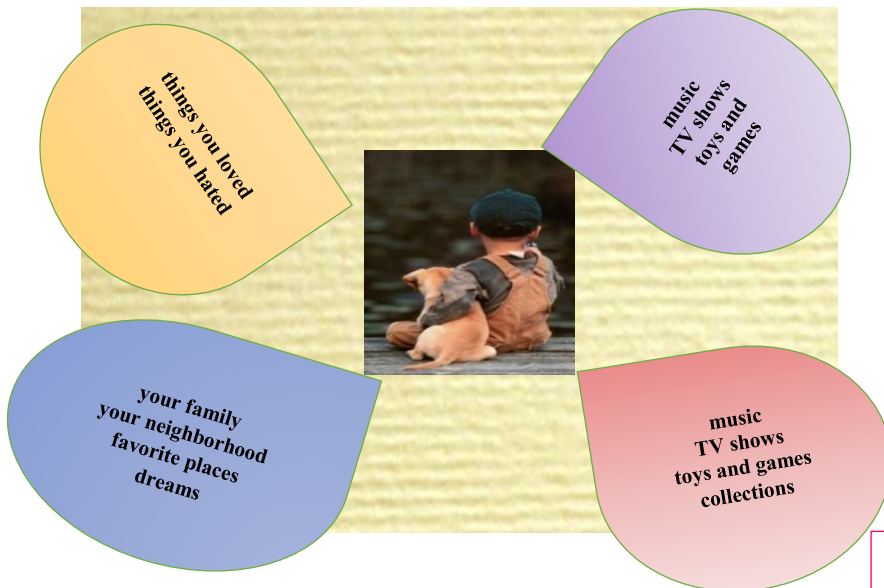 things you loved
things you hated
music
TV shows
toys and
games
your family
your neighborhood
favorite places
dreams
music
TV shows
toys and games
collections